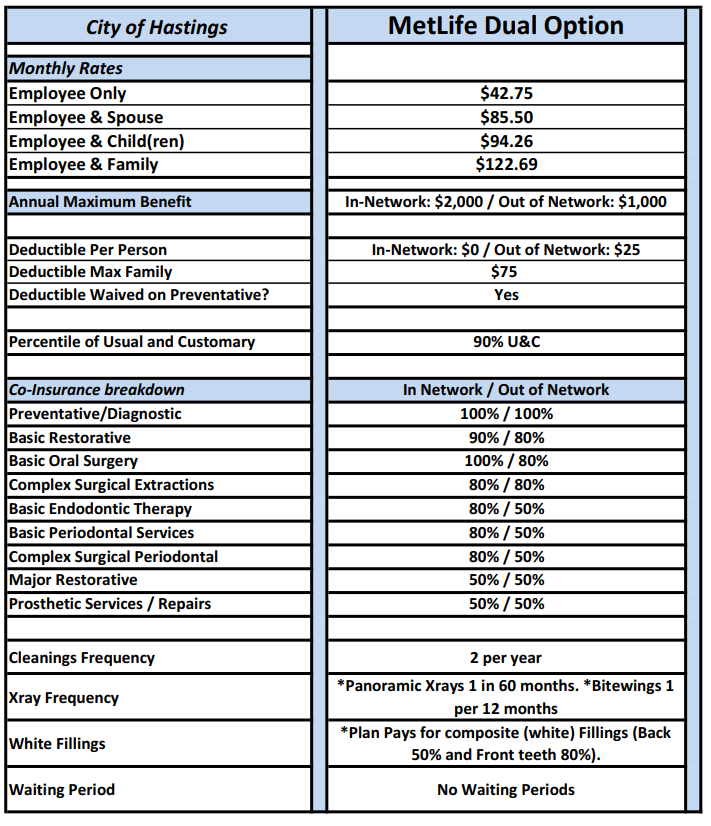 City of Hastings MetLife Dual Option
Monthly Rates
Employee Only $42.75
Employee & Spouse $85.50
Employee & Child(ren) $94.26
Employee & Family $122.69
Annual Maximum Benefit In-Network: $2,000 / Out of Network: $1,000
Deductible Per Person In-Network: $0 / Out of Network: $25
Deductible Max Family $75
Deductible Waived on Preventative? Yes
Percentile of Usual and Customary 90% U&C
Co-Insurance breakdown In Network / Out of Network
Preventative/Diagnostic 100% / 100%
Basic Restorative 90% / 80%
Basic Oral Surgery 100% / 80%
Complex Surgical Extractions 80% / 80%
Basic Endodontic Therapy 80% / 50%
Basic Periodontal Services 80% / 50%
Complex Surgical Periodontal 80% / 50%
Major Restorative 50% / 50%
Prosthetic Services / Repairs 50% / 50%
Cleanings Frequency 2 per year
Xray Frequency *Panoramic Xrays 1 in 60 months. *Bitewings 1
per 12 months
White Fillings *Plan Pays for composite (white) Fillings (Back
50% and Front teeth 80%).
Waiting Period No Waiting Periods